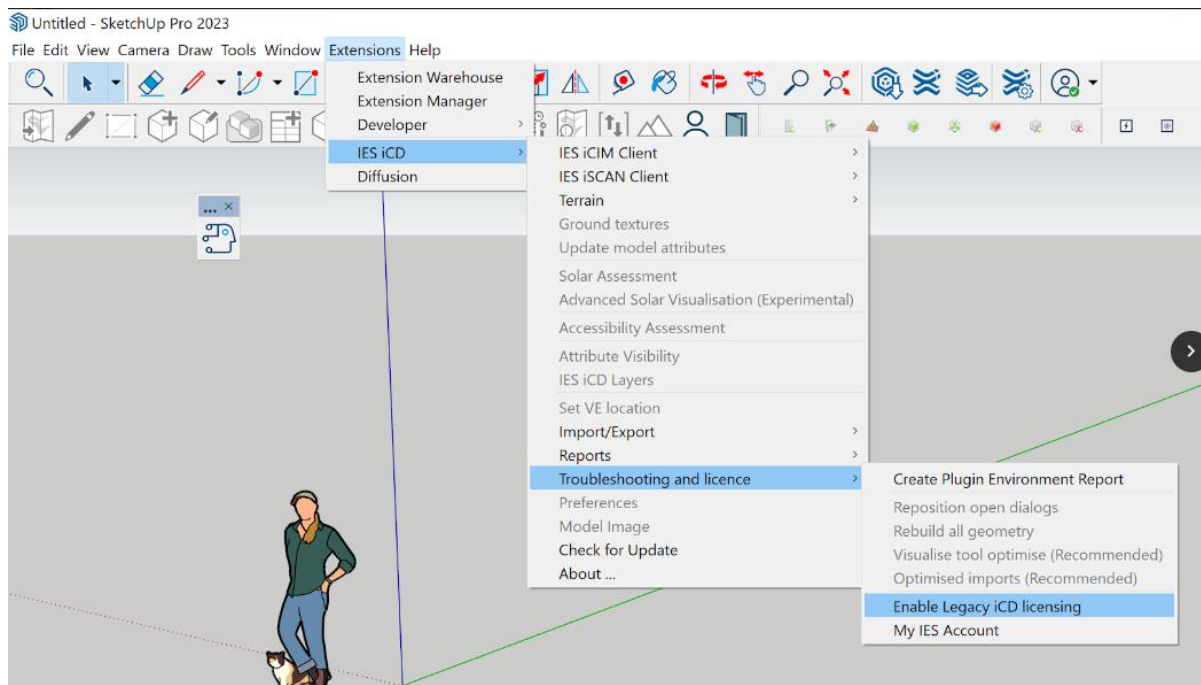 Untitled - SketchUp Pro 2023
File Edit View Camera Draw Tools Window Extensions Help
Extension Warehouse
Extension Manager
Developer
IES iCD
Diffusion
IES iCIM Client
IES iSCAN Client
Terrain
Ground textures
Update model attributes
Solar Assessment
Advanced Solar Visualisation (Experimental)
Accessibility Assessment
Attribute Visibility
IES iCD Layers
Set VE location
Import/Export
Reports
Troubleshooting and licence
Preferences
Model Image
Check for Update
About ...
Create Plugin Environment Report
Reposition open dialogs
Rebuild all geometry
Visualise tool optimise (Recommended)
Optimised imports (Recommended)
Enable Legacy iCD licensing
My IES Account